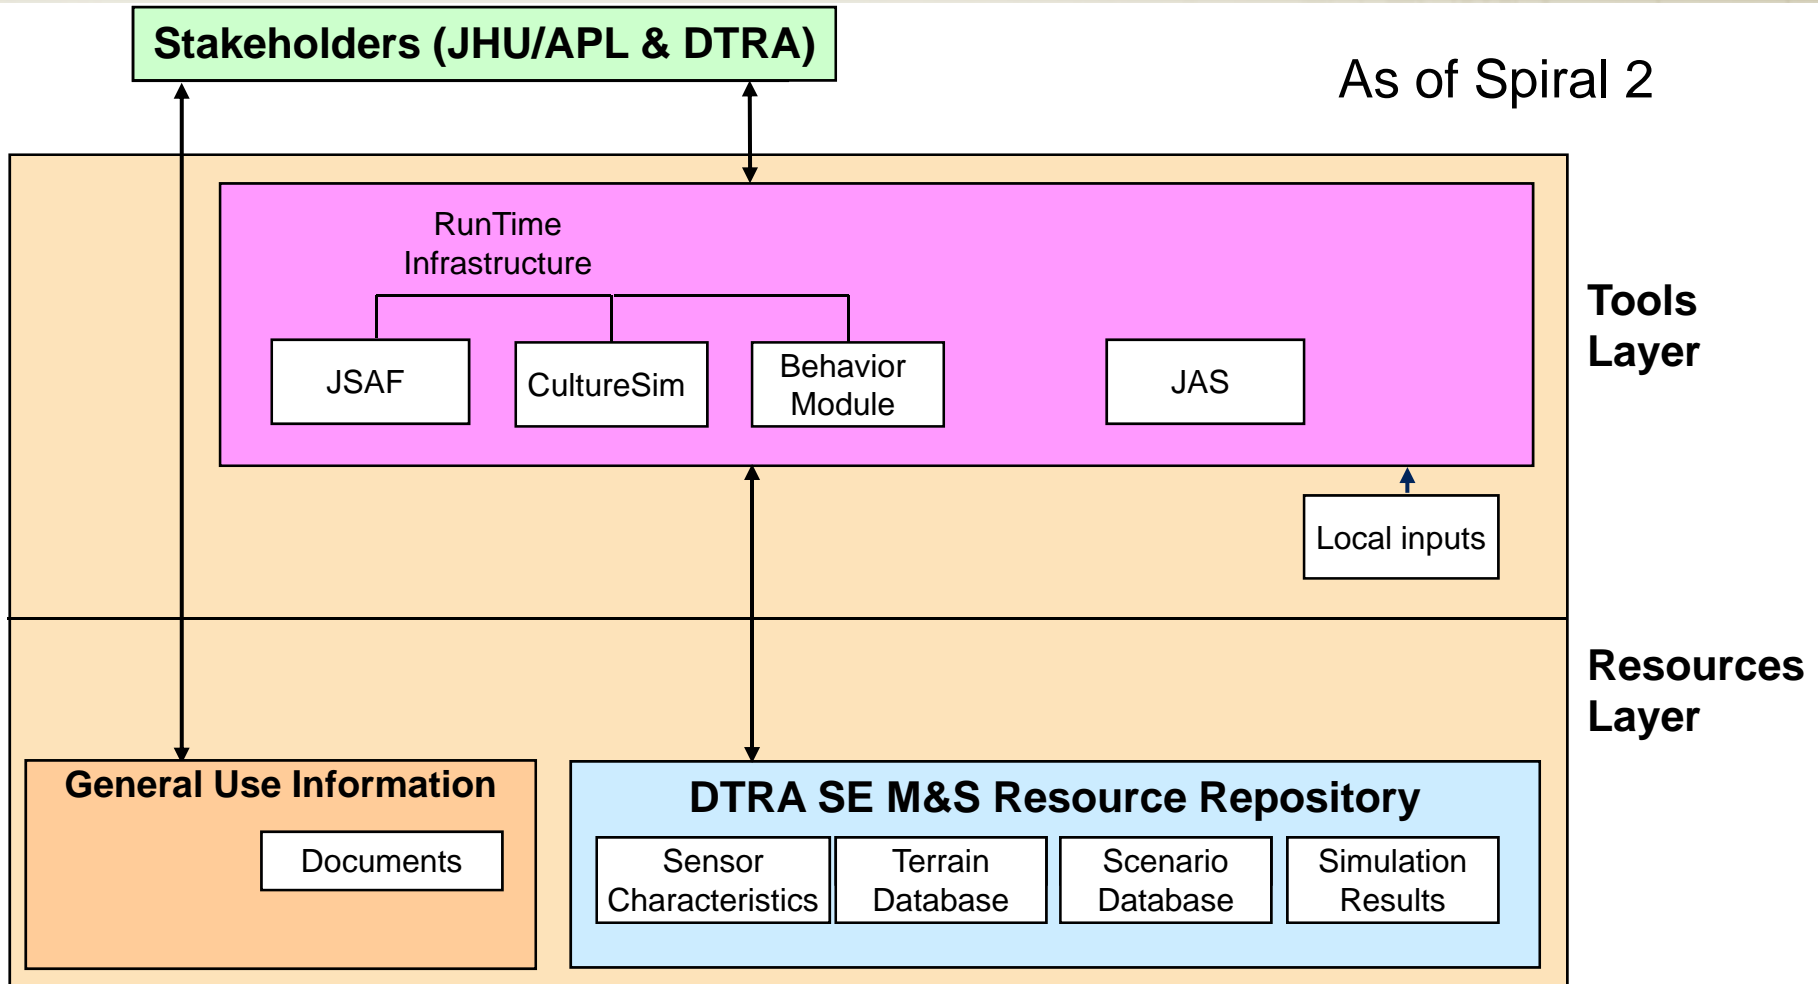 Stakeholders (JHU/APL & DTRA)
As of Spiral 2
RunTime
Infrastructure
JSAF
CultureSim
Behavior
Module
JAS
Tools
Layer
Local inputs
Resources
Layer
General Use Information
Documents
DTRA SE M&S Resource Repository
Sensor
Characteristics
Terrain
Database
Scenario
Database
Simulation
Results